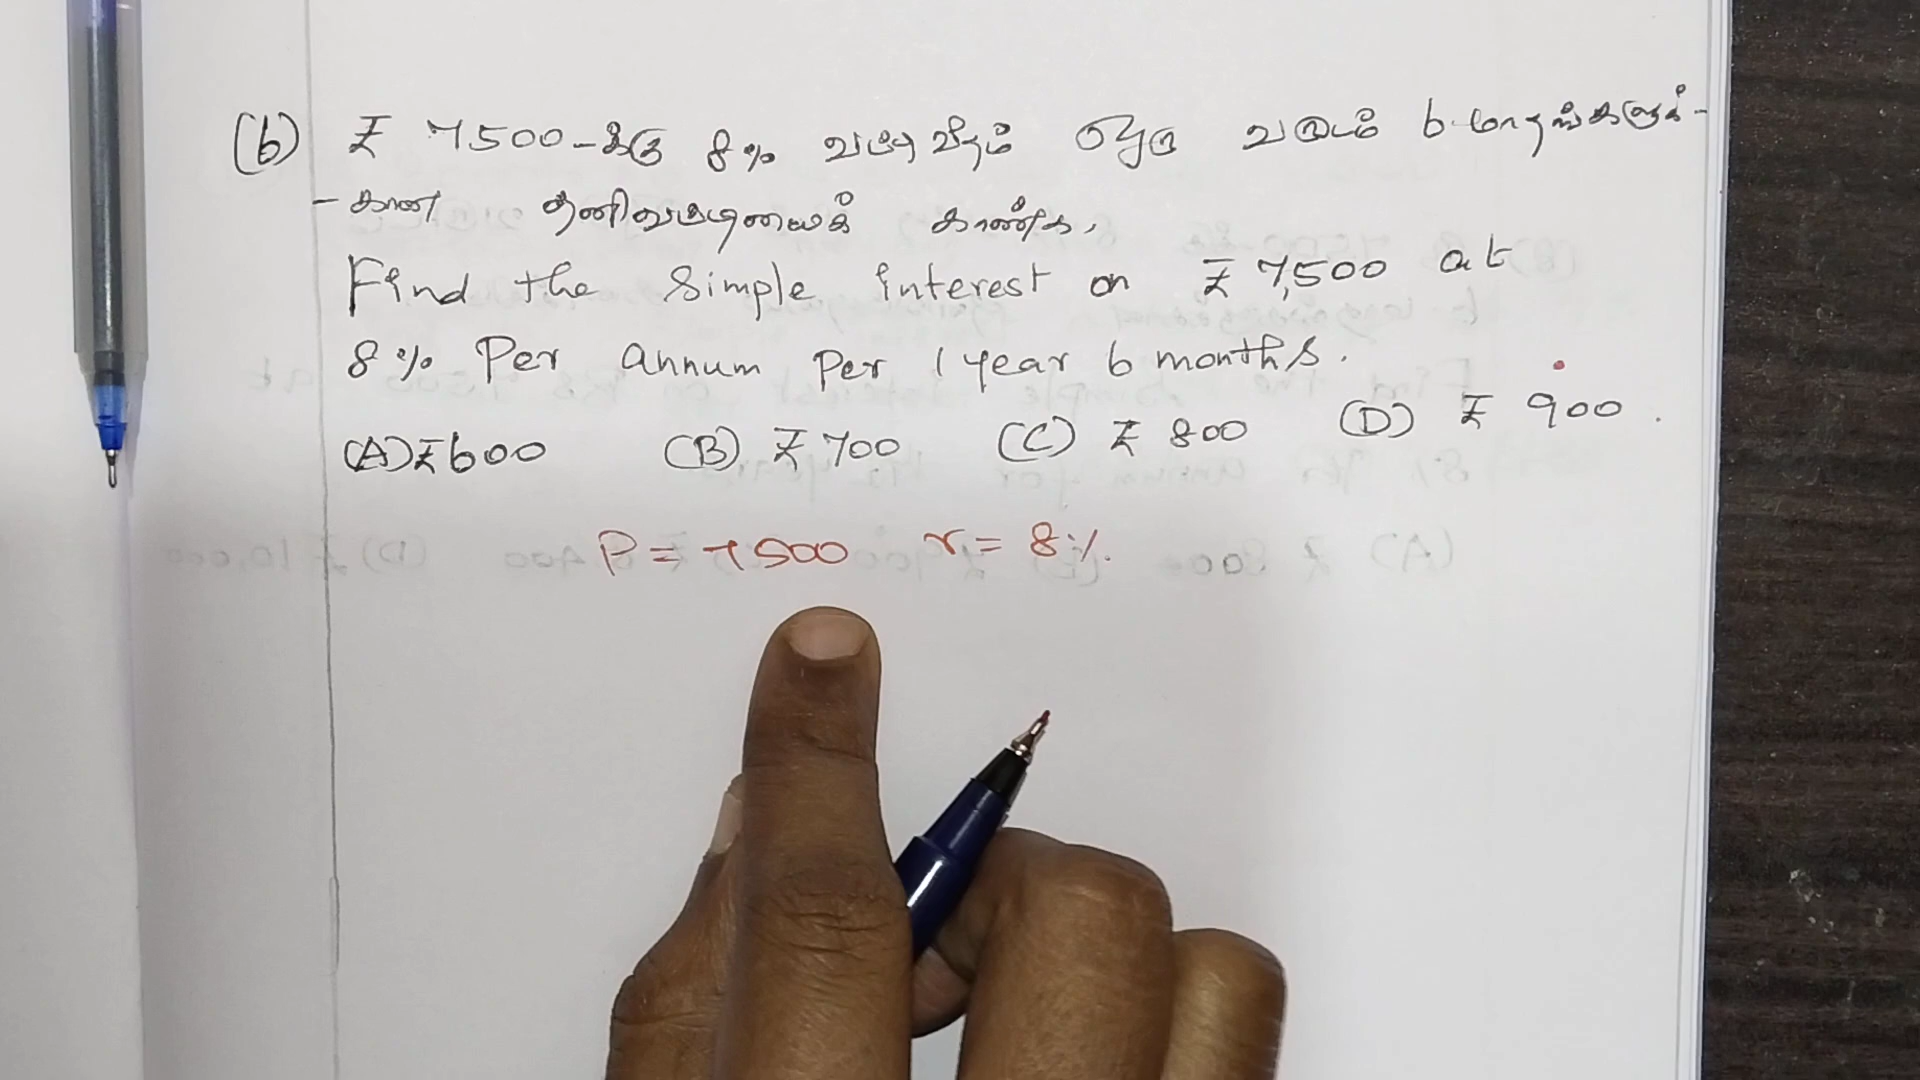 (6) ₹ 7500-க்கு 8% வட்டி வீதம் ஒரு வருடம் 6 மாதங்களுக்-
-கான தனிவட்டியைக் காண்க.
Find the Simple interest on ₹ 7,500 at
8% Per annum Per 1 year 6 months.
(A) ₹ 600 (B) ₹ 700 (C) ₹ 800 (D) ₹ 900.
P = 7500 r = 8%